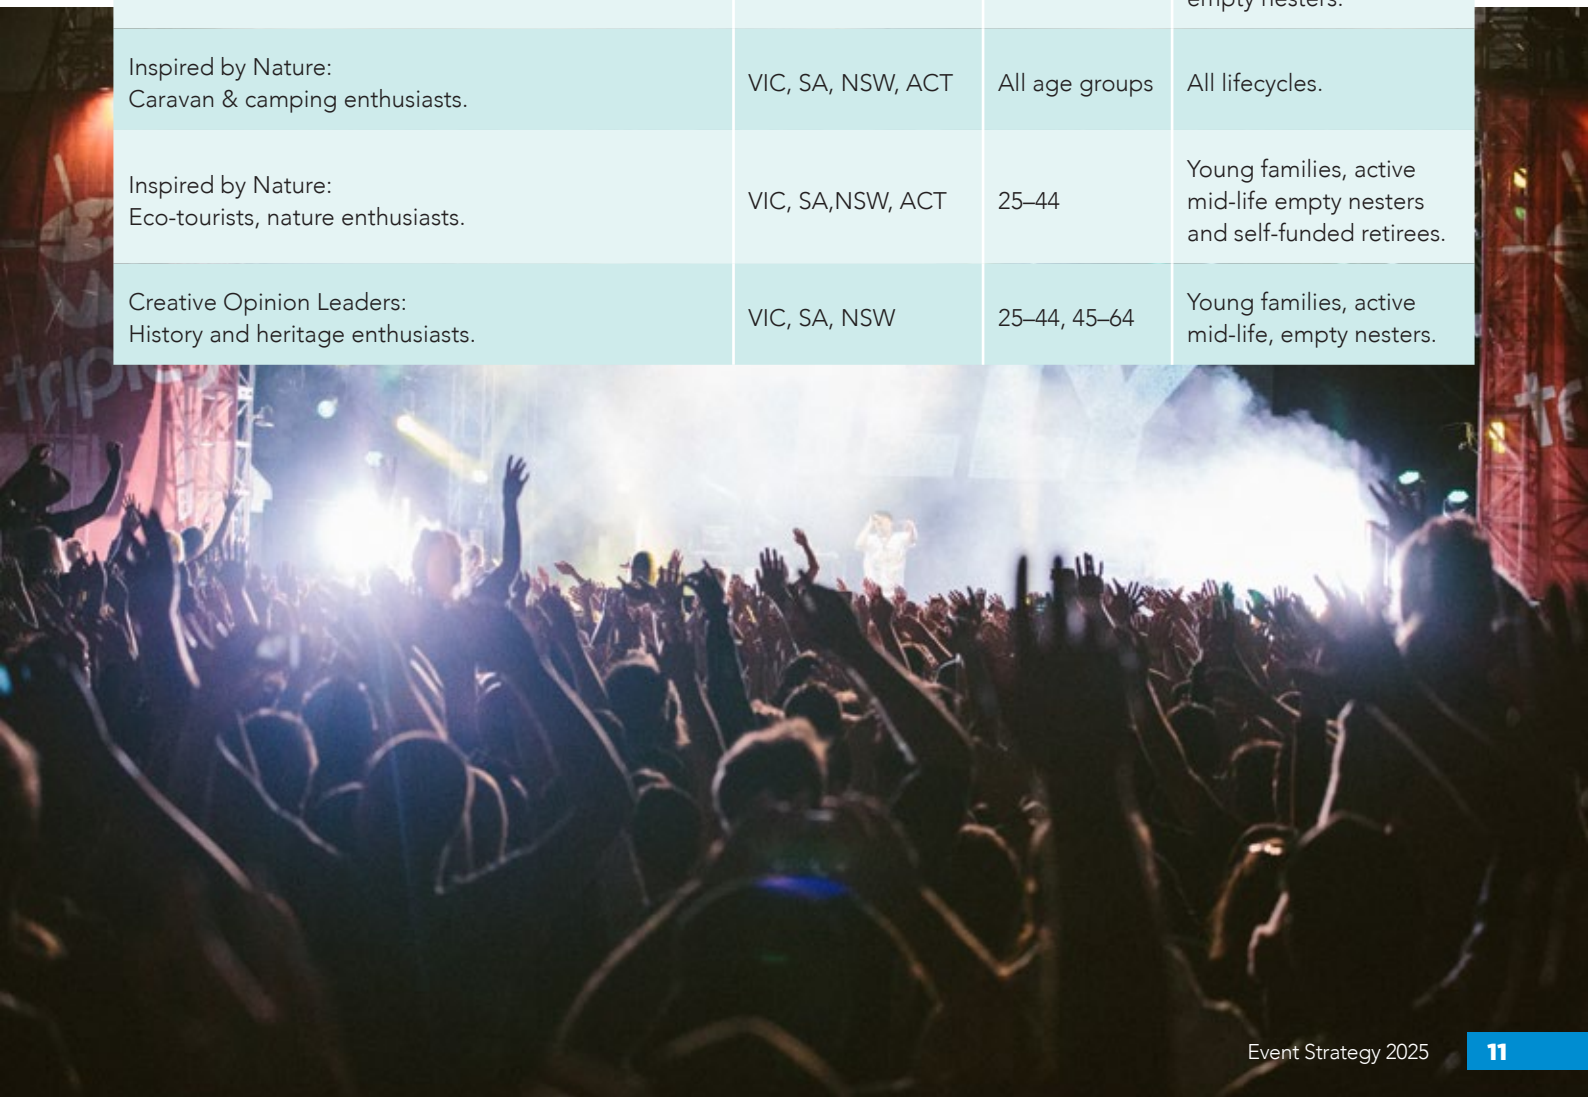 empty nesters.
Inspired by Nature:
Caravan & camping enthusiasts.
VIC, SA, NSW, ACT
All age groups
All lifecycles.
Inspired by Nature:
Eco-tourists, nature enthusiasts.
VIC, SA,NSW, ACT
25–44
Young families, active
mid-life empty nesters
and self-funded retirees.
Creative Opinion Leaders:
History and heritage enthusiasts.
VIC, SA, NSW
25–44, 45–64
Young families, active
mid-life, empty nesters.
Event Strategy 2025
11